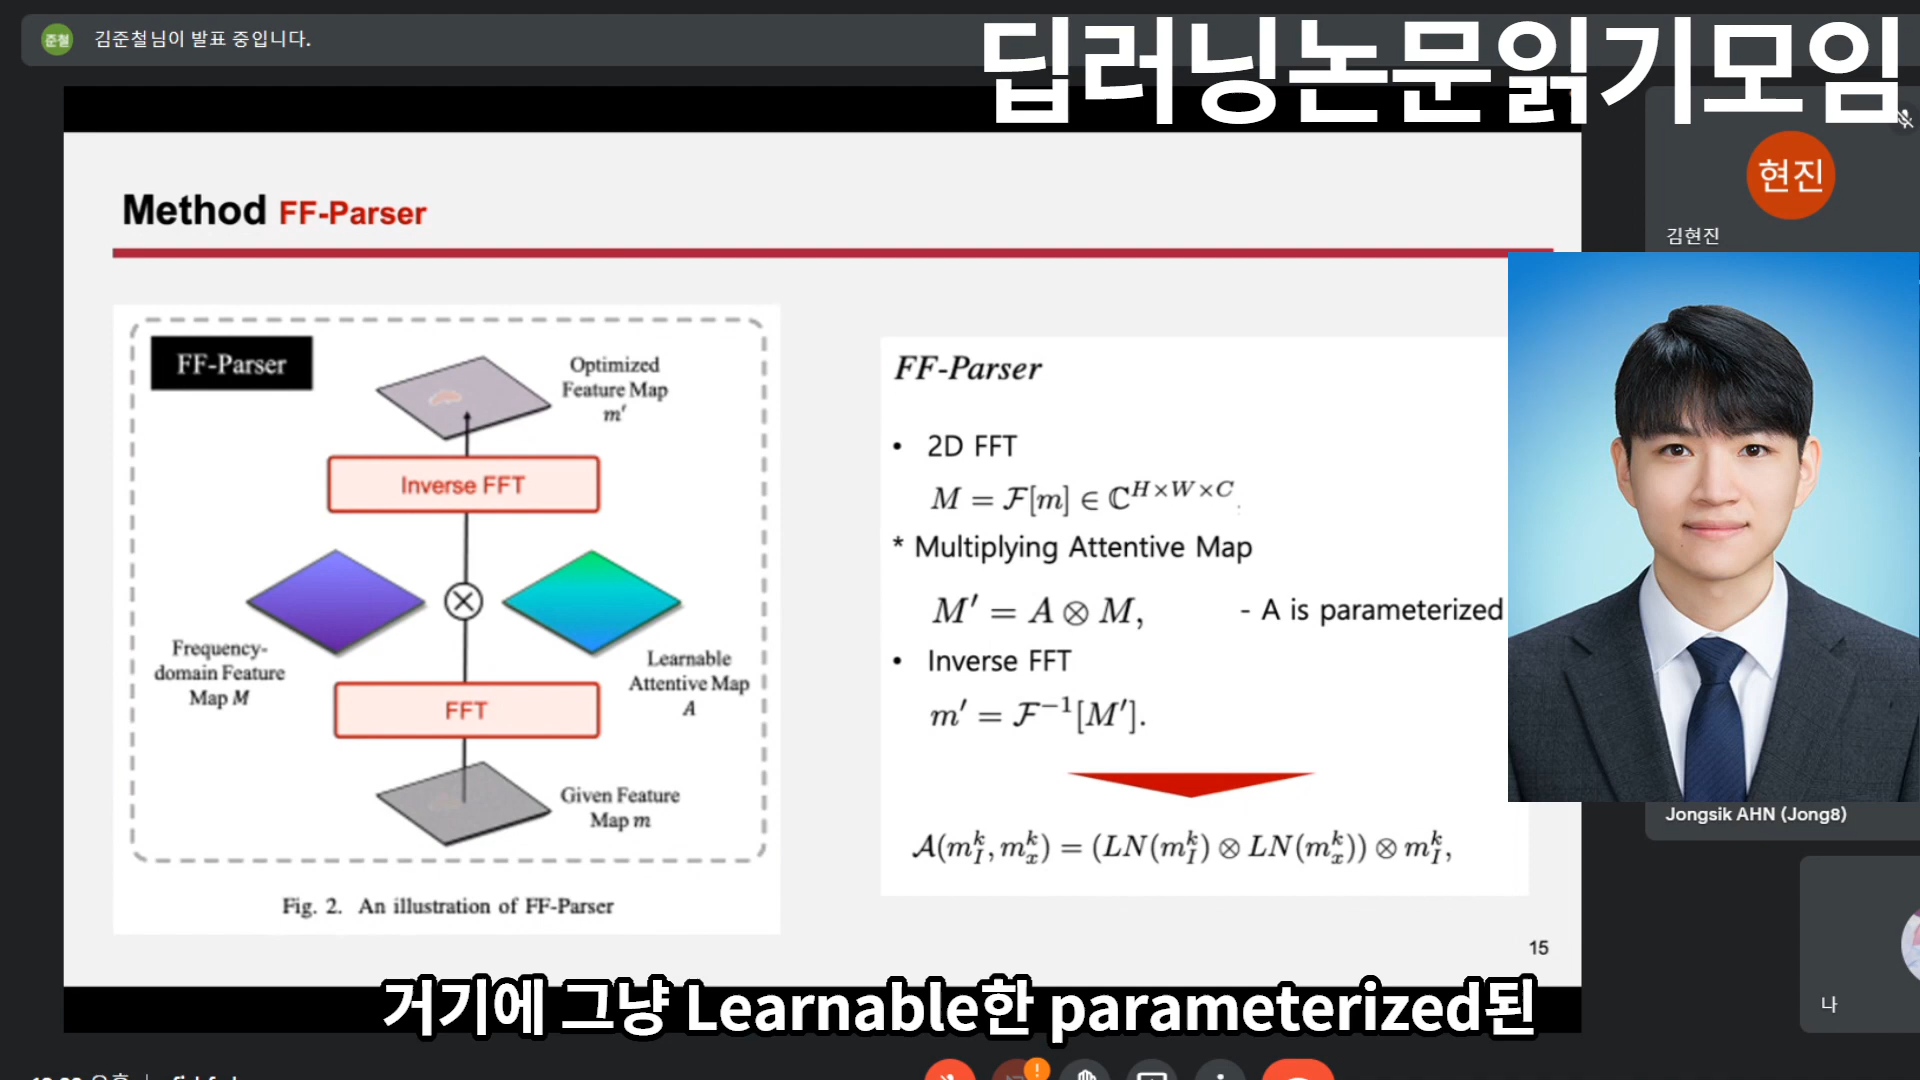 준철 김준철님이 발표 중입니다.
딥러닝논문읽기모임
현진
김현진
Method FF-Parser
FF-Parser
Optimized
Feature Map
m′
Inverse FFT
Frequency-
domain Feature
Map M
Learnable
Attentive Map
A
FFT
Given Feature
Map m
Fig. 2. An illustration of FF-Parser
FF-Parser
• 2D FFT
M = ℱ[m] ∈ ℂ^{H×W×C}
* Multiplying Attentive Map
M′ = A ⊗ M, - A is parameterized
• Inverse FFT
m′ = ℱ^{-1}[M′].
𝒜(m_I^k, m_x^k) = (LN(m_I^k) ⊗ LN(m_x^k)) ⊗ m_I^k,
15
Jongsik AHN (Jong8)
나
거기에 그냥 Learnable한 parameterized된